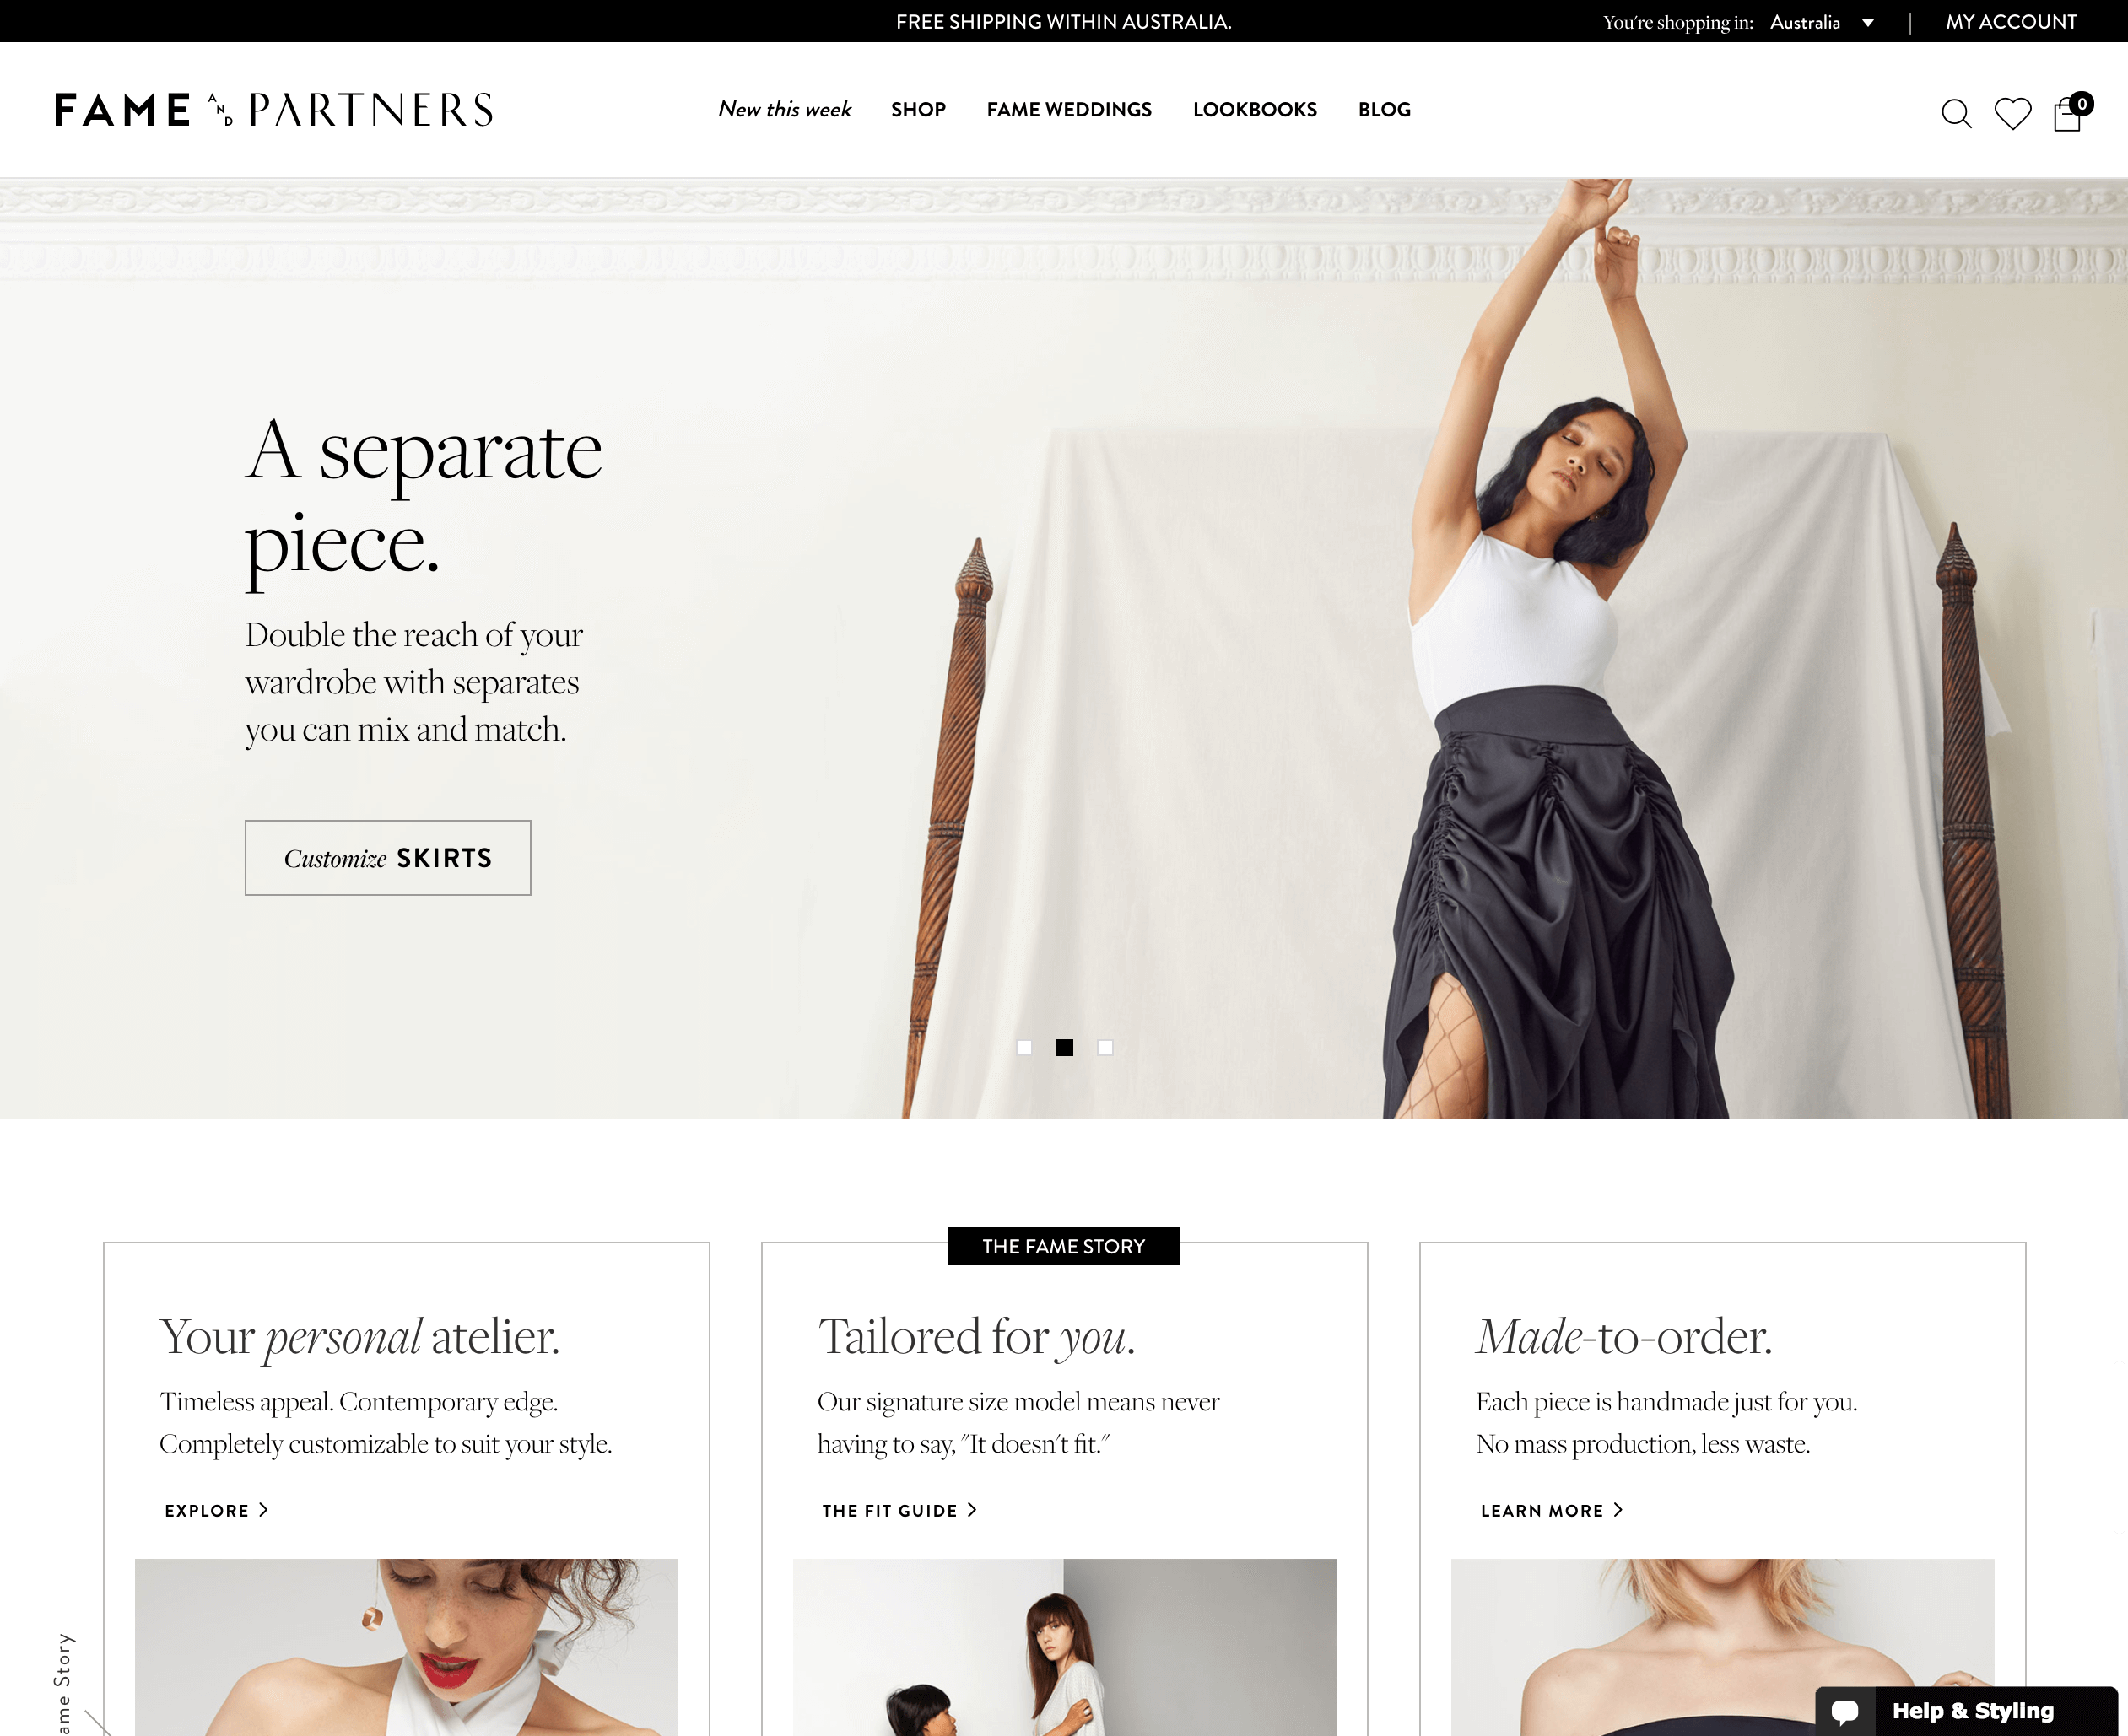 FREE SHIPPING WITHIN AUSTRALIA.
You're shopping in: Australia | MY ACCOUNT
FAME AND PARTNERS
New this week SHOP FAME WEDDINGS LOOKBOOKS BLOG
0
A separate
piece.
Double the reach of your
wardrobe with separates
you can mix and match.
Customize SKIRTS
THE FAME STORY
Your personal atelier.
Timeless appeal. Contemporary edge.
Completely customizable to suit your style.
EXPLORE >
Tailored for you.
Our signature size model means never
having to say, "It doesn't fit."
THE FIT GUIDE >
Made-to-order.
Each piece is handmade just for you.
No mass production, less waste.
LEARN MORE >
ame Story
Help & Styling